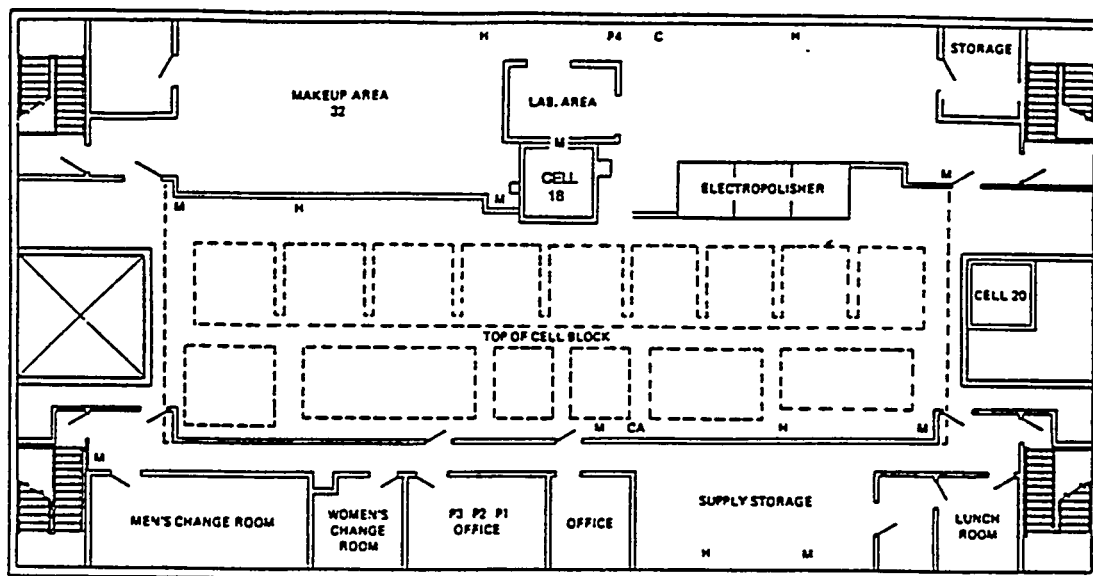 H P4 C H
STORAGE
MAKEUP AREA
32
LAB. AREA
M
CELL
18
M
ELECTROPOLISHER
M
M H
CELL 20
TOP OF CELL BLOCK
M CA H M
M
MEN'S CHANGE ROOM
WOMEN'S
CHANGE
ROOM
P3 P2 P1
OFFICE
OFFICE
SUPPLY STORAGE
LUNCH
ROOM
H M